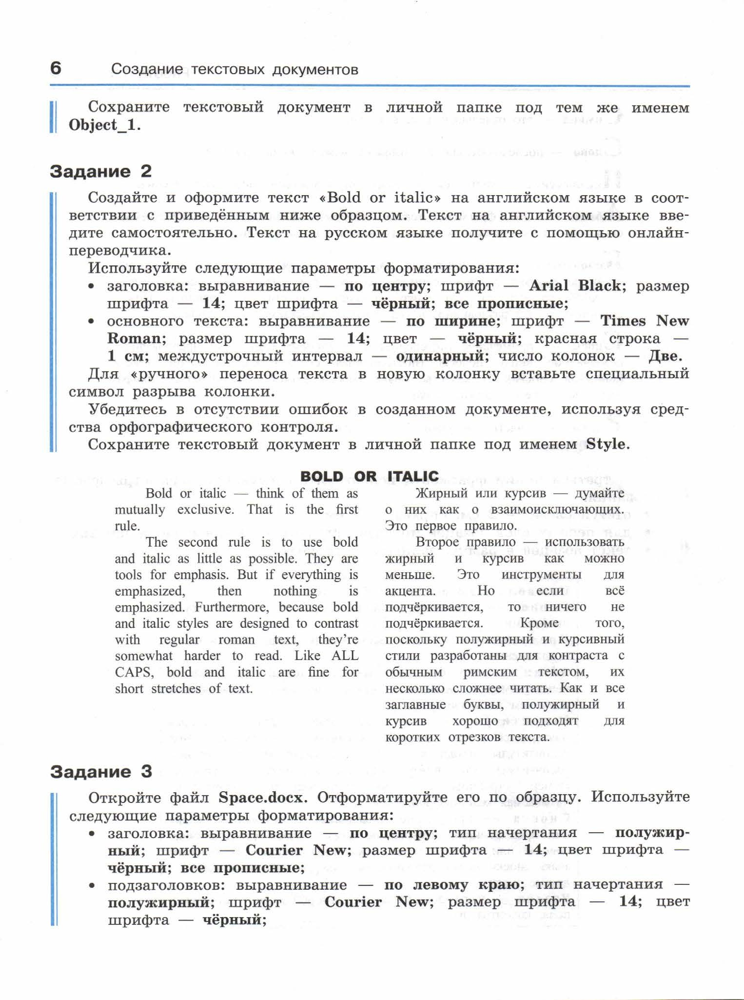 6 Создание текстовых документов
Сохраните текстовый документ в личной папке под тем же именем
Object_1.
Задание 2
Создайте и оформите текст «Bold or italic» на английском языке в соот-
ветствии с приведённым ниже образцом. Текст на английском языке вве-
дите самостоятельно. Текст на русском языке получите с помощью онлайн-
переводчика.
Используйте следующие параметры форматирования:
• заголовка: выравнивание — по центру; шрифт — Arial Black; размер
шрифта — 14; цвет шрифта — чёрный; все прописные;
• основного текста: выравнивание — по ширине; шрифт — Times New
Roman; размер шрифта — 14; цвет — чёрный; красная строка —
1 см; междустрочный интервал — одинарный; число колонок — Две.
Для «ручного» переноса текста в новую колонку вставьте специальный
символ разрыва колонки.
Убедитесь в отсутствии ошибок в созданном документе, используя сред-
ства орфографического контроля.
Сохраните текстовый документ в личной папке под именем Style.
BOLD OR ITALIC
Bold or italic — think of them as
mutually exclusive. That is the first
rule.
The second rule is to use bold
and italic as little as possible. They are
tools for emphasis. But if everything is
emphasized, then nothing is
emphasized. Furthermore, because bold
and italic styles are designed to contrast
with regular roman text, they're
somewhat harder to read. Like ALL
CAPS, bold and italic are fine for
short stretches of text.
Жирный или курсив — думайте
о них как о взаимоисключающих.
Это первое правило.
Второе правило — использовать
жирный и курсив как можно
меньше. Это инструменты для
акцента. Но если всё
подчёркивается, то ничего не
подчёркивается. Кроме того,
поскольку полужирный и курсивный
стили разработаны для контраста с
обычным римским текстом, их
несколько сложнее читать. Как и все
заглавные буквы, полужирный и
курсив хорошо подходят для
коротких отрезков текста.
Задание 3
Откройте файл Space.docx. Отформатируйте его по образцу. Используйте
следующие параметры форматирования:
• заголовка: выравнивание — по центру; тип начертания — полужир-
ный; шрифт — Courier New; размер шрифта — 14; цвет шрифта —
чёрный; все прописные;
• подзаголовков: выравнивание — по левому краю; тип начертания —
полужирный; шрифт — Courier New; размер шрифта — 14; цвет
шрифта — чёрный;